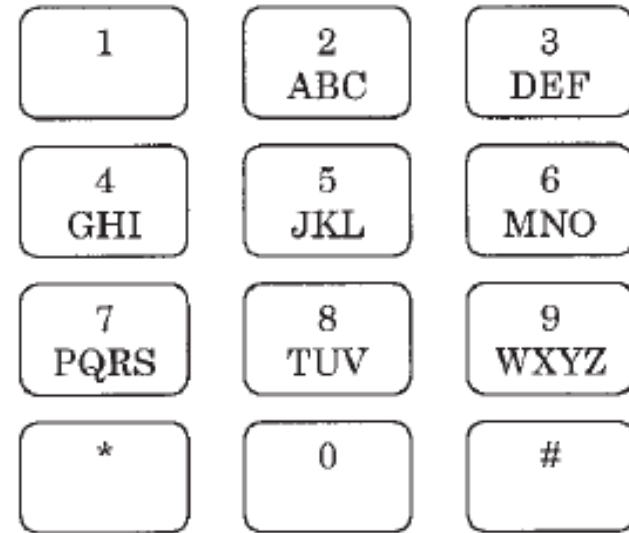 1 2 3
ABC DEF
4 5 6
GHI JKL MNO
7 8 9
PQRS TUV WXYZ
* 0 #